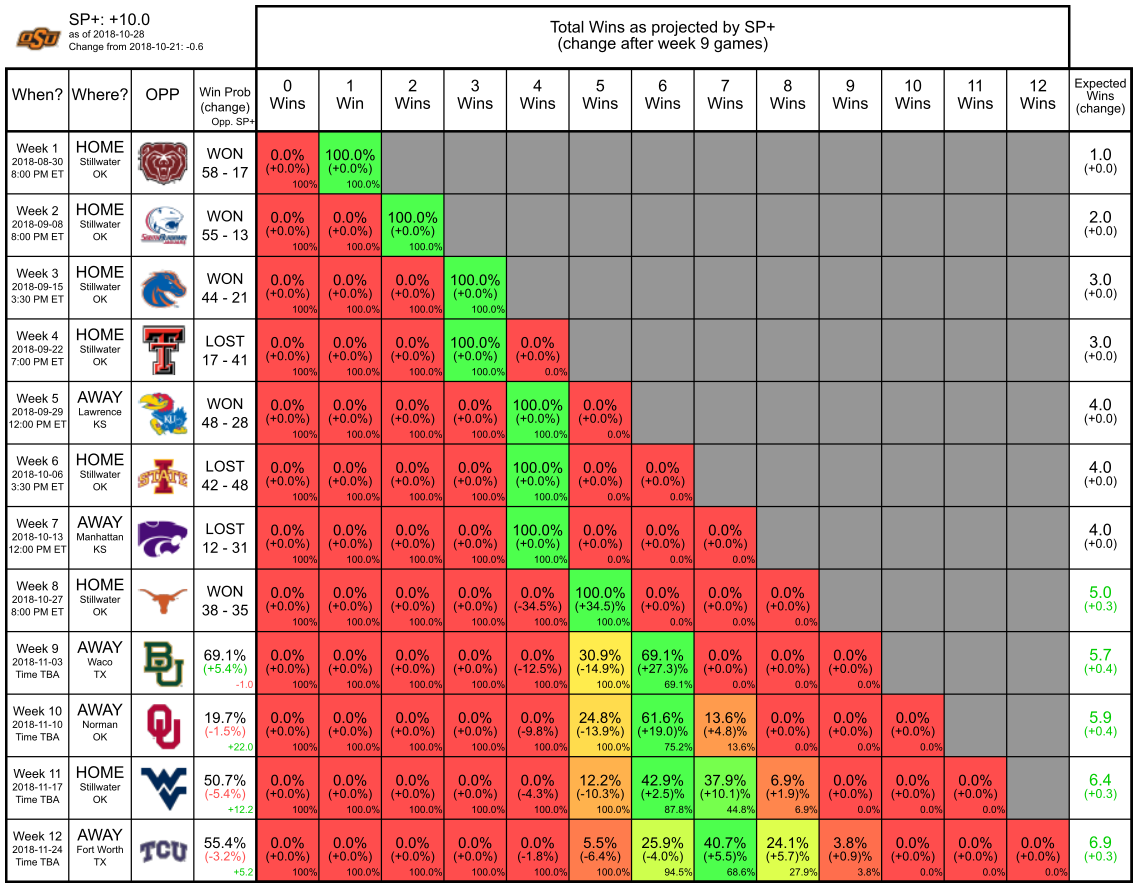 OSU
SP+: +10.0
as of 2018-10-28
Change from 2018-10-21: -0.6
Total Wins as projected by SP+
(change after week 9 games)
When? Where? OPP Win Prob (change) Opp. SP+ 0 Wins 1 Win 2 Wins 3 Wins 4 Wins 5 Wins 6 Wins 7 Wins 8 Wins 9 Wins 10 Wins 11 Wins 12 Wins Expected Wins (change)
Week 1 HOME WON 0.0% 100.0% 1.0
2018-08-30 Stillwater 58 - 17 (+0.0%) (+0.0%) (+0.0)
8:00 PM ET OK 100% 100.0%
Week 2 HOME WON 0.0% 0.0% 100.0% 2.0
2018-09-08 Stillwater SOUTH ALABAMA JAGUARS 55 - 13 (+0.0%) (+0.0%) (+0.0%) (+0.0)
8:00 PM ET OK 100% 100.0% 100.0%
Week 3 HOME WON 0.0% 0.0% 0.0% 100.0% 3.0
2018-09-15 Stillwater 44 - 21 (+0.0%) (+0.0%) (+0.0%) (+0.0%) (+0.0)
3:30 PM ET OK 100% 100.0% 100.0% 100.0%
Week 4 HOME LOST 0.0% 0.0% 0.0% 100.0% 0.0% 3.0
2018-09-22 Stillwater T 17 - 41 (+0.0%) (+0.0%) (+0.0%) (+0.0%) (+0.0%) (+0.0)
7:00 PM ET OK 100% 100.0% 100.0% 100.0% 0.0%
Week 5 AWAY WON 0.0% 0.0% 0.0% 0.0% 100.0% 0.0% 4.0
2018-09-29 Lawrence KU 48 - 28 (+0.0%) (+0.0%) (+0.0%) (+0.0%) (+0.0%) (+0.0%) (+0.0)
12:00 PM ET KS 100% 100.0% 100.0% 100.0% 100.0% 0.0%
Week 6 HOME LOST 0.0% 0.0% 0.0% 0.0% 100.0% 0.0% 0.0% 4.0
2018-10-06 Stillwater I STATE 42 - 48 (+0.0%) (+0.0%) (+0.0%) (+0.0%) (+0.0%) (+0.0%) (+0.0%) (+0.0)
3:30 PM ET OK 100% 100.0% 100.0% 100.0% 100.0% 0.0% 0.0%
Week 7 AWAY LOST 0.0% 0.0% 0.0% 0.0% 100.0% 0.0% 0.0% 0.0% 4.0
2018-10-13 Manhattan 12 - 31 (+0.0%) (+0.0%) (+0.0%) (+0.0%) (+0.0%) (+0.0%) (+0.0%) (+0.0%) (+0.0)
12:00 PM ET KS 100% 100.0% 100.0% 100.0% 100.0% 0.0% 0.0% 0.0%
Week 8 HOME WON 0.0% 0.0% 0.0% 0.0% 0.0% 100.0% 0.0% 0.0% 0.0% 5.0
2018-10-27 Stillwater 38 - 35 (+0.0%) (+0.0%) (+0.0%) (+0.0%) (-34.5%) (+34.5)% (+0.0%) (+0.0%) (+0.0%) (+0.3)
8:00 PM ET OK 100% 100.0% 100.0% 100.0% 100.0% 100.0% 0.0% 0.0% 0.0%
Week 9 AWAY 69.1% 0.0% 0.0% 0.0% 0.0% 0.0% 30.9% 69.1% 0.0% 0.0% 0.0% 5.7
2018-11-03 Waco BU (+5.4%) (+0.0%) (+0.0%) (+0.0%) (+0.0%) (-12.5%) (-14.9%) (+27.3)% (+0.0%) (+0.0%) (+0.0%) (+0.4)
Time TBA TX -1.0 100% 100.0% 100.0% 100.0% 100.0% 100.0% 69.1% 0.0% 0.0% 0.0%
Week 10 AWAY 19.7% 0.0% 0.0% 0.0% 0.0% 0.0% 24.8% 61.6% 13.6% 0.0% 0.0% 0.0% 5.9
2018-11-10 Norman OU (-1.5%) (+0.0%) (+0.0%) (+0.0%) (+0.0%) (-9.8%) (-13.9%) (+19.0)% (+4.8)% (+0.0%) (+0.0%) (+0.0%) (+0.4)
Time TBA OK +22.0 100% 100.0% 100.0% 100.0% 100.0% 100.0% 75.2% 13.6% 0.0% 0.0% 0.0%
Week 11 HOME 50.7% 0.0% 0.0% 0.0% 0.0% 0.0% 12.2% 42.9% 37.9% 6.9% 0.0% 0.0% 0.0% 6.4
2018-11-17 Stillwater WV (-5.4%) (+0.0%) (+0.0%) (+0.0%) (+0.0%) (-4.3%) (-10.3%) (+2.5)% (+10.1)% (+1.9)% (+0.0%) (+0.0%) (+0.0%) (+0.3)
Time TBA OK +12.2 100% 100.0% 100.0% 100.0% 100.0% 100.0% 87.8% 44.8% 6.9% 0.0% 0.0% 0.0%
Week 12 AWAY 55.4% 0.0% 0.0% 0.0% 0.0% 0.0% 5.5% 25.9% 40.7% 24.1% 3.8% 0.0% 0.0% 0.0% 6.9
2018-11-24 Fort Worth TCU (-3.2%) (+0.0%) (+0.0%) (+0.0%) (+0.0%) (-1.8%) (-6.4%) (-4.0%) (+5.5)% (+5.7)% (+0.9)% (+0.0%) (+0.0%) (+0.0%) (+0.3)
Time TBA TX +5.2 100% 100.0% 100.0% 100.0% 100.0% 100.0% 94.5% 68.6% 27.9% 3.8% 0.0% 0.0% 0.0%